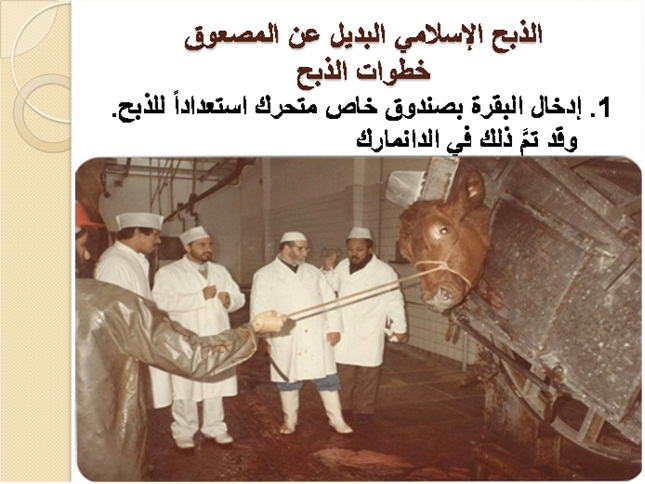 الذبح الإسلامي البديل عن المصعوق
خطوات الذبح
1. إدخال البقرة بصندوق خاص متحرك استعداداً للذبح.
وقد تمَّ ذلك في الدانمارك